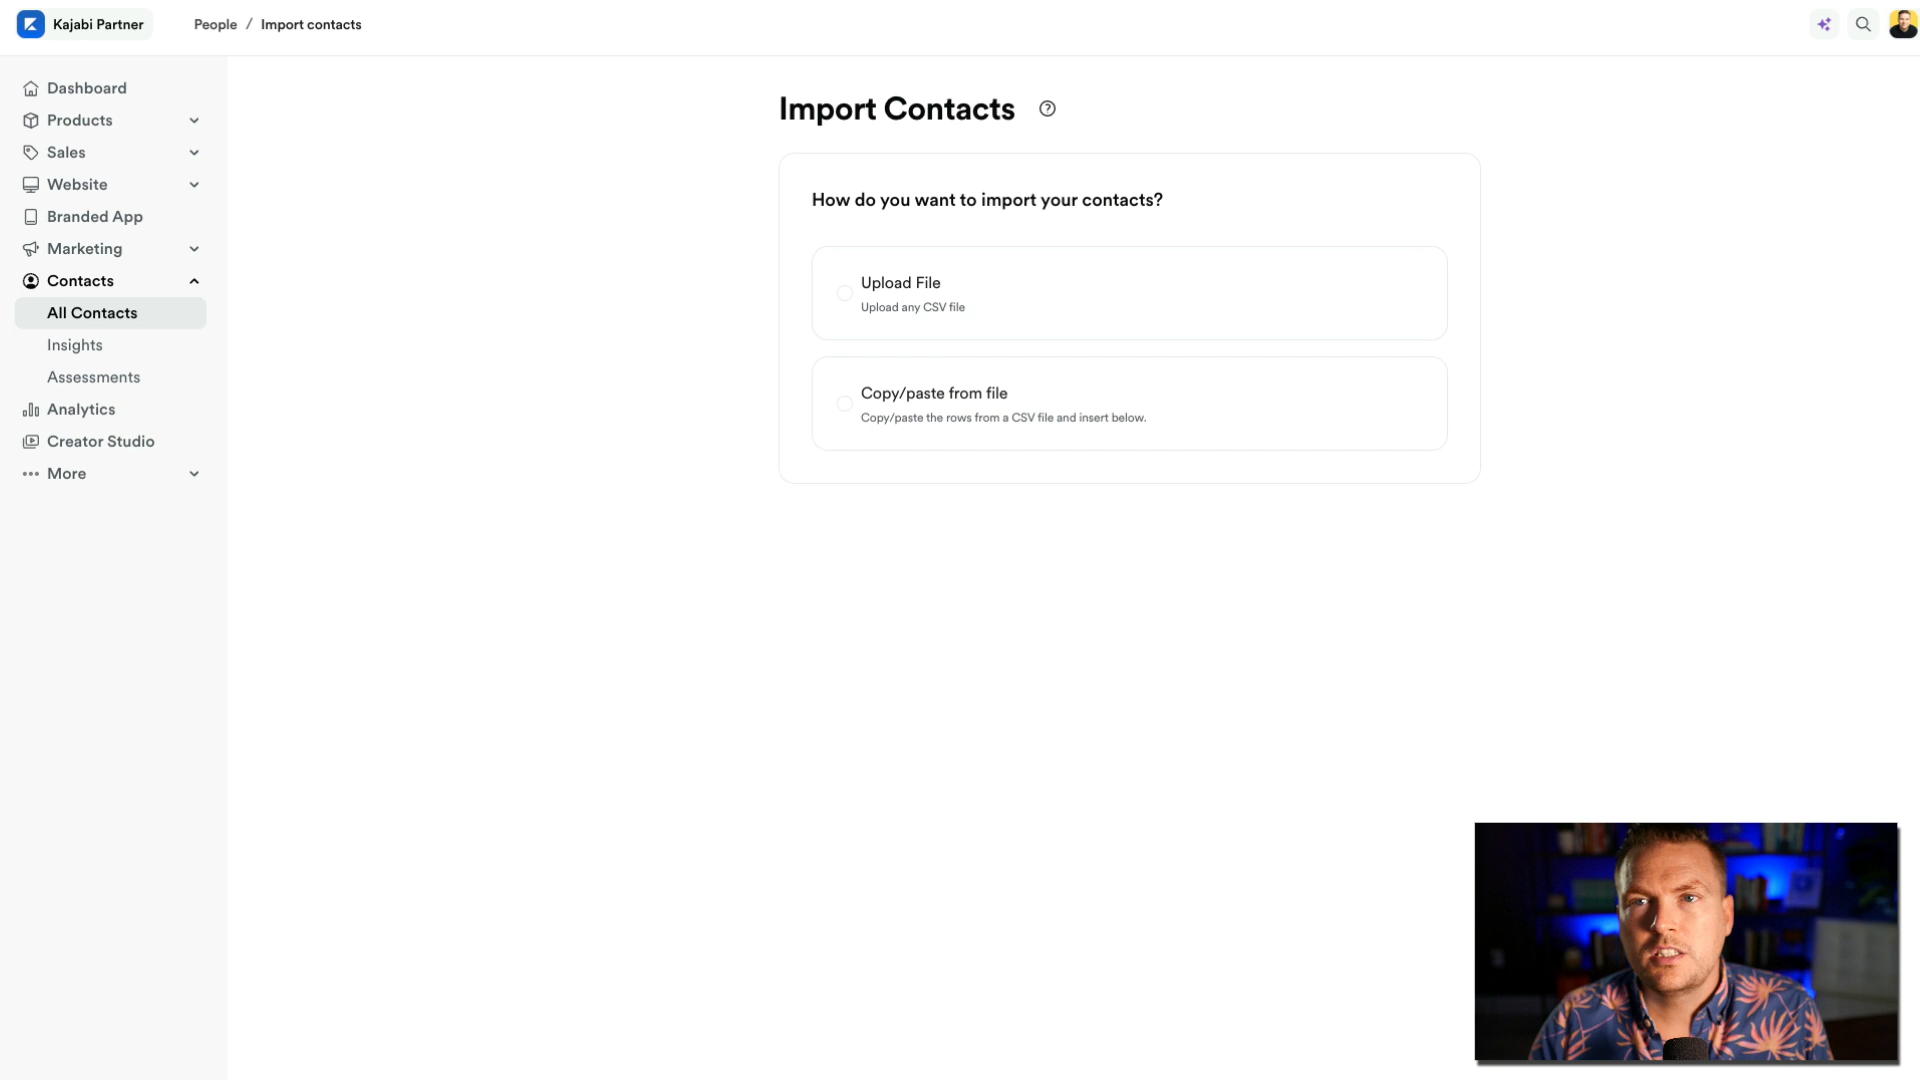 Kajabi Partner
People / Import contacts
Dashboard
Products
Sales
Website
Branded App
Marketing
Contacts
All Contacts
Insights
Assessments
Analytics
Creator Studio
More
Import Contacts
How do you want to import your contacts?
Upload File
Upload any CSV file
Copy/paste from file
Copy/paste the rows from a CSV file and insert below.